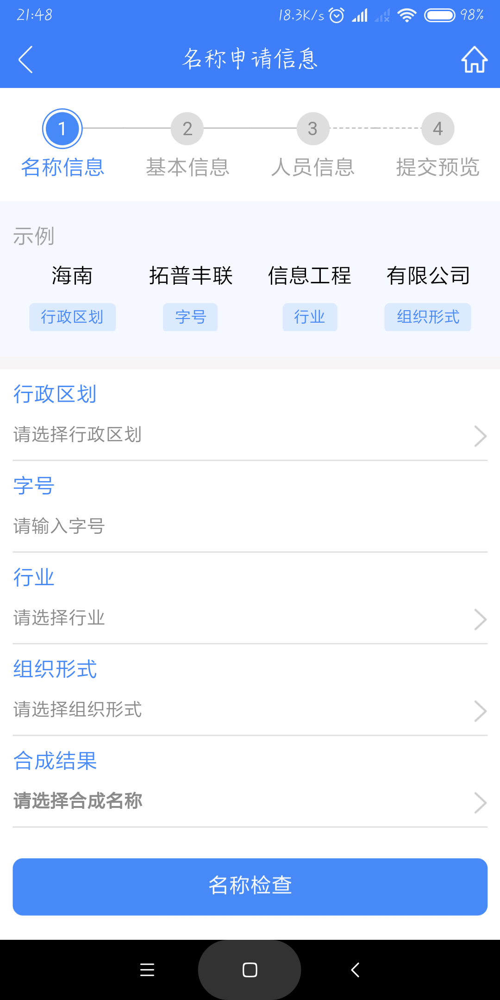 21:48 18.3K/s 98%
名称申请信息
1 2 3 4
名称信息 基本信息 人员信息 提交预览
示例
海南 拓普丰联 信息工程 有限公司
行政区划 字号 行业 组织形式
行政区划
请选择行政区划
字号
请输入字号
行业
请选择行业
组织形式
请选择组织形式
合成结果
请选择合成名称
名称检查